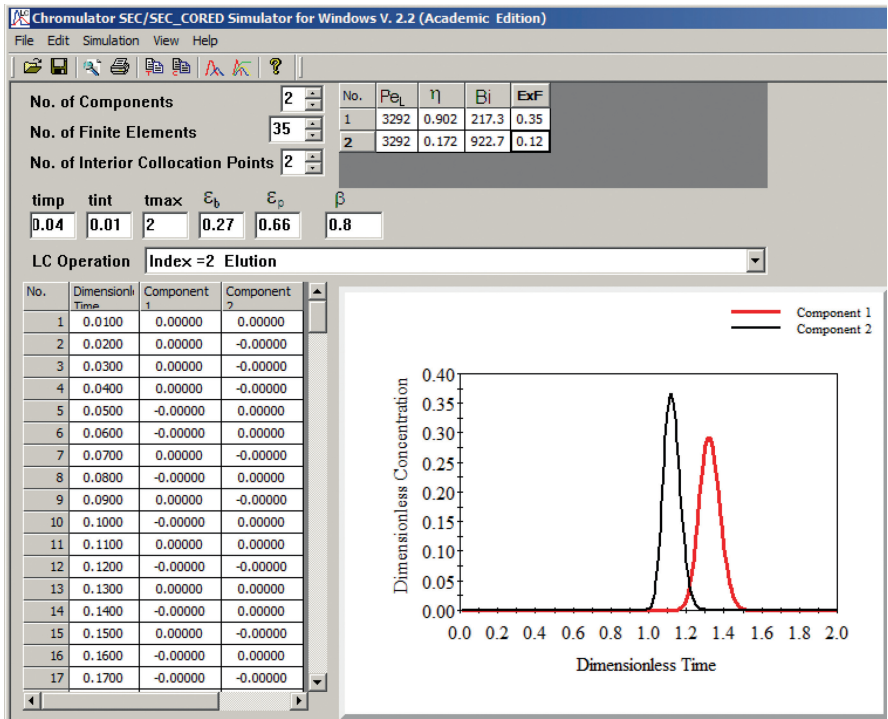 Chromulator SEC/SEC_CORED Simulator for Windows V. 2.2 (Academic Edition)
File Edit Simulation View Help
No. of Components 2
No. of Finite Elements 35
No. of Interior Collocation Points 2
No. PeL η Bi ExF
1 3292 0.902 217.3 0.35
2 3292 0.172 922.7 0.12
timp tint tmax εb εp β
0.04 0.01 2 0.27 0.66 0.8
LC Operation Index =2 Elution
No. Dimensionl Component Component
Time 1 2
1 0.0100 0.00000 0.00000
2 0.0200 0.00000 -0.00000
3 0.0300 0.00000 -0.00000
4 0.0400 0.00000 -0.00000
5 0.0500 -0.00000 0.00000
6 0.0600 -0.00000 0.00000
7 0.0700 -0.00000 0.00000
8 0.0800 -0.00000 0.00000
9 0.0900 0.00000 -0.00000
10 0.1000 -0.00000 0.00000
11 0.1100 0.00000 0.00000
12 0.1200 -0.00000 -0.00000
13 0.1300 0.00000 0.00000
14 0.1400 -0.00000 0.00000
15 0.1500 0.00000 -0.00000
16 0.1600 -0.00000 0.00000
17 0.1700 -0.00000 -0.00000
Component 1
Component 2
Dimensionless Concentration
0.40
0.35
0.30
0.25
0.20
0.15
0.10
0.05
0.00
0.0 0.2 0.4 0.6 0.8 1.0 1.2 1.4 1.6 1.8 2.0
Dimensionless Time